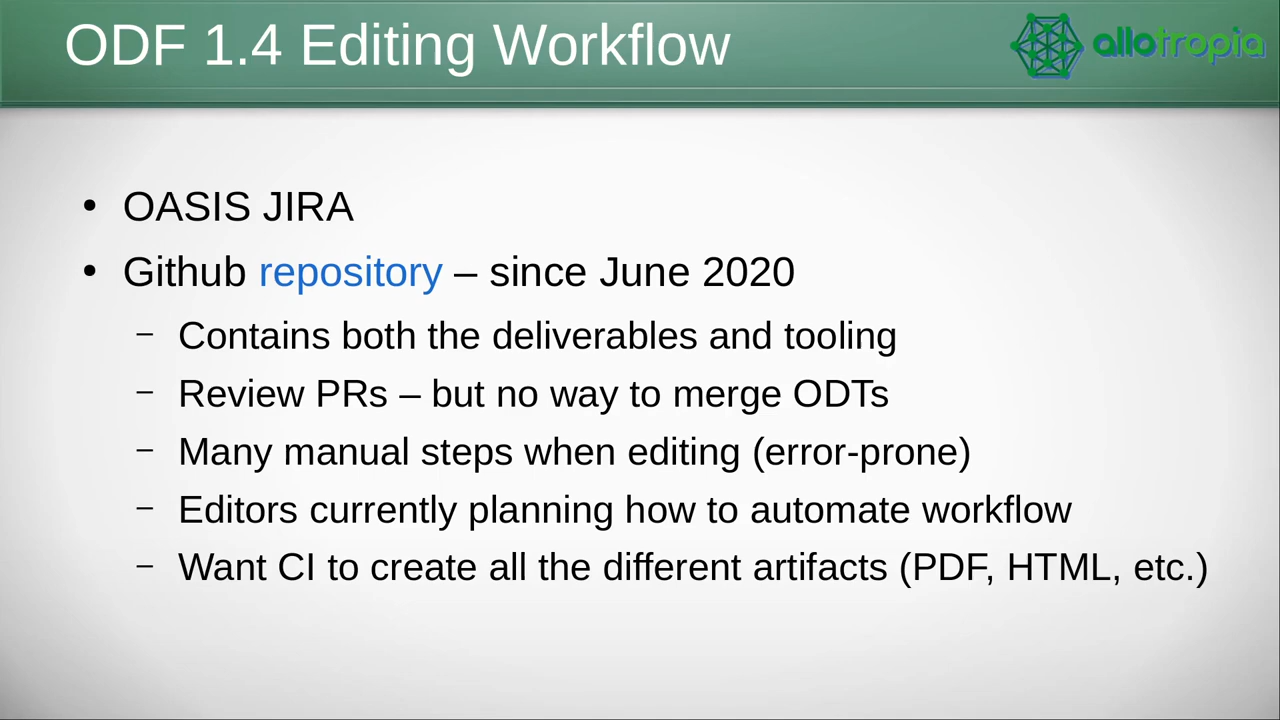 ODF 1.4 Editing Workflow
allotropia
• OASIS JIRA
• Github repository – since June 2020
– Contains both the deliverables and tooling
– Review PRs – but no way to merge ODTs
– Many manual steps when editing (error-prone)
– Editors currently planning how to automate workflow
– Want CI to create all the different artifacts (PDF, HTML, etc.)